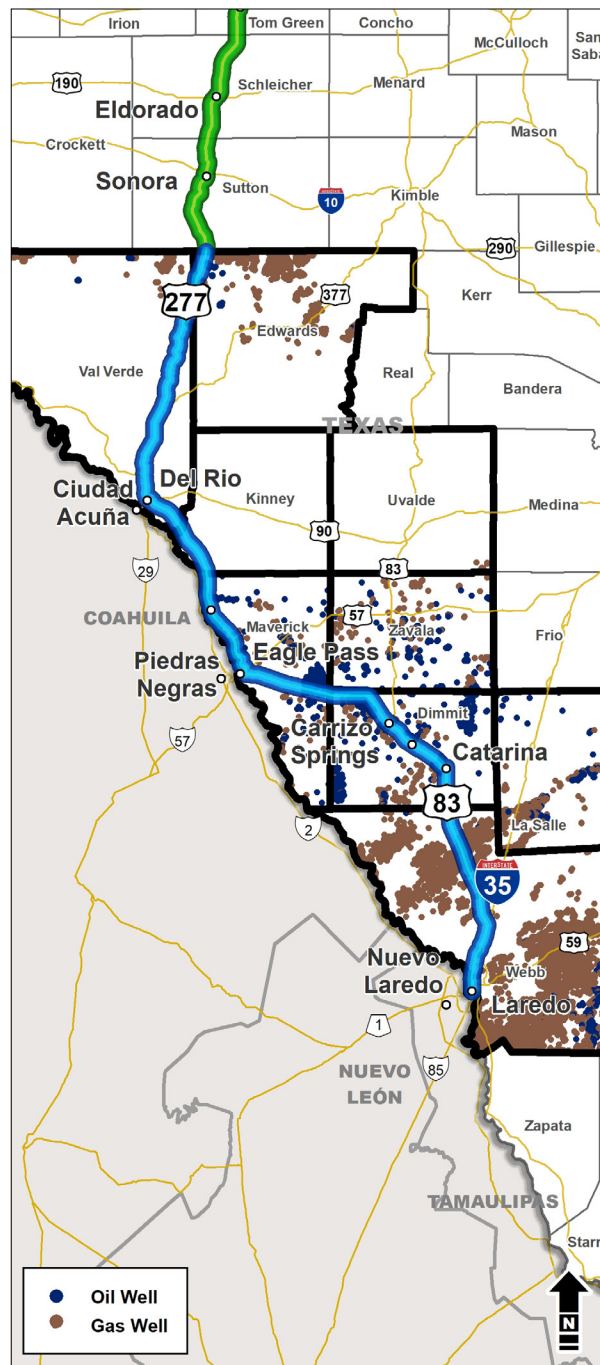 Irion
Tom Green
Concho
McCulloch
San
Saba
190
Schleicher
Menard
Eldorado
Crockett
Mason
Sonora
Sutton
INTERSTATE
10
Kimble
290
Gillespie
277
377
Kerr
Edwards
Val Verde
Real
Bandera
TEXAS
Del Rio
Ciudad
Acuña
Kinney
Uvalde
Medina
90
29
83
COAHUILA
Maverick
57
Zavala
Frio
Eagle Pass
Piedras
Negras
Dimmit
Carrizo
Springs
57
Catarina
83
2
La Salle
INTERSTATE
35
59
Nuevo
Laredo
Webb
Laredo
1
85
NUEVO
LEÓN
Zapata
TAMAULIPAS
Starr
Oil Well
Gas Well
N